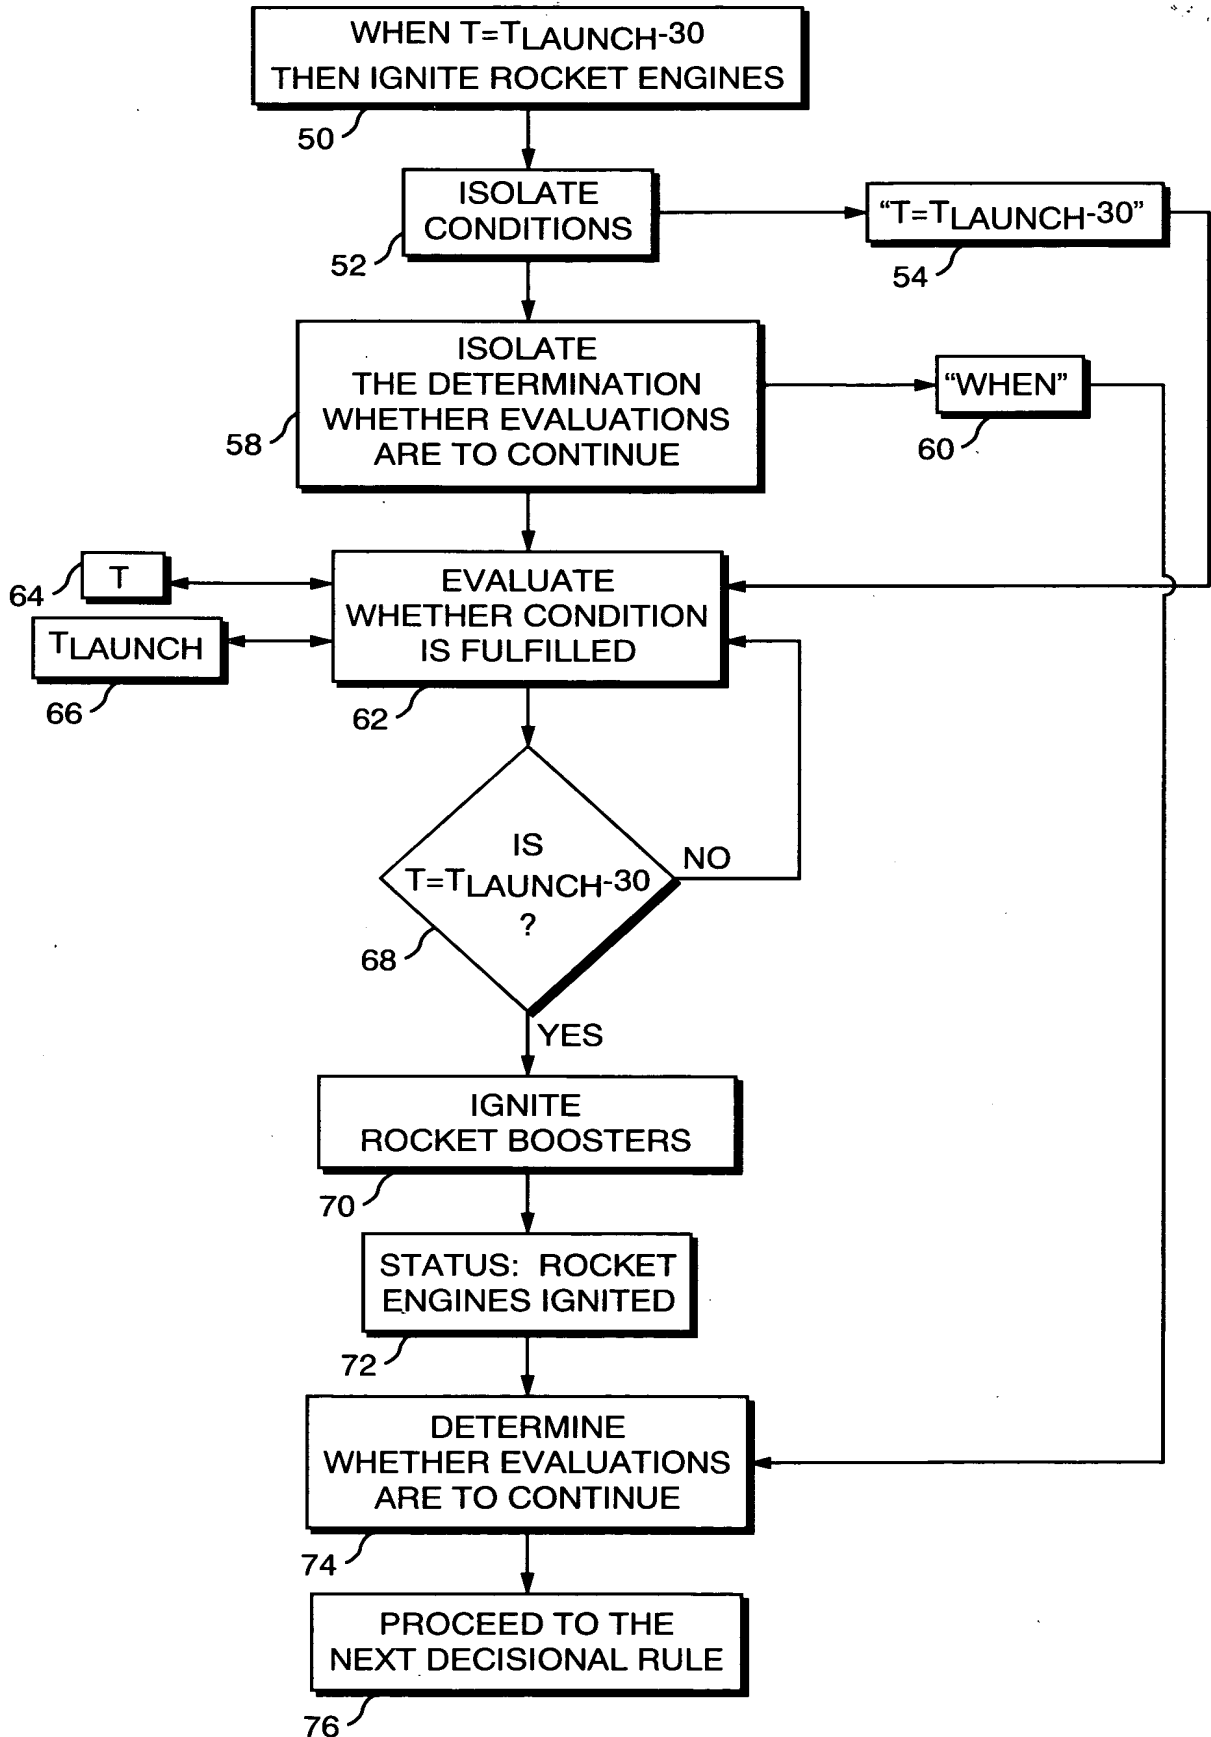 WHEN T=TLAUNCH-30
THEN IGNITE ROCKET ENGINES
50
ISOLATE
CONDITIONS
52
“T=TLAUNCH-30”
54
ISOLATE
THE DETERMINATION
WHETHER EVALUATIONS
ARE TO CONTINUE
58
“WHEN”
60
T
64
EVALUATE
WHETHER CONDITION
IS FULFILLED
62
TLAUNCH
66
IS
T=TLAUNCH-30
?
68
NO
YES
IGNITE
ROCKET BOOSTERS
70
STATUS: ROCKET
ENGINES IGNITED
72
DETERMINE
WHETHER EVALUATIONS
ARE TO CONTINUE
74
PROCEED TO THE
NEXT DECISIONAL RULE
76